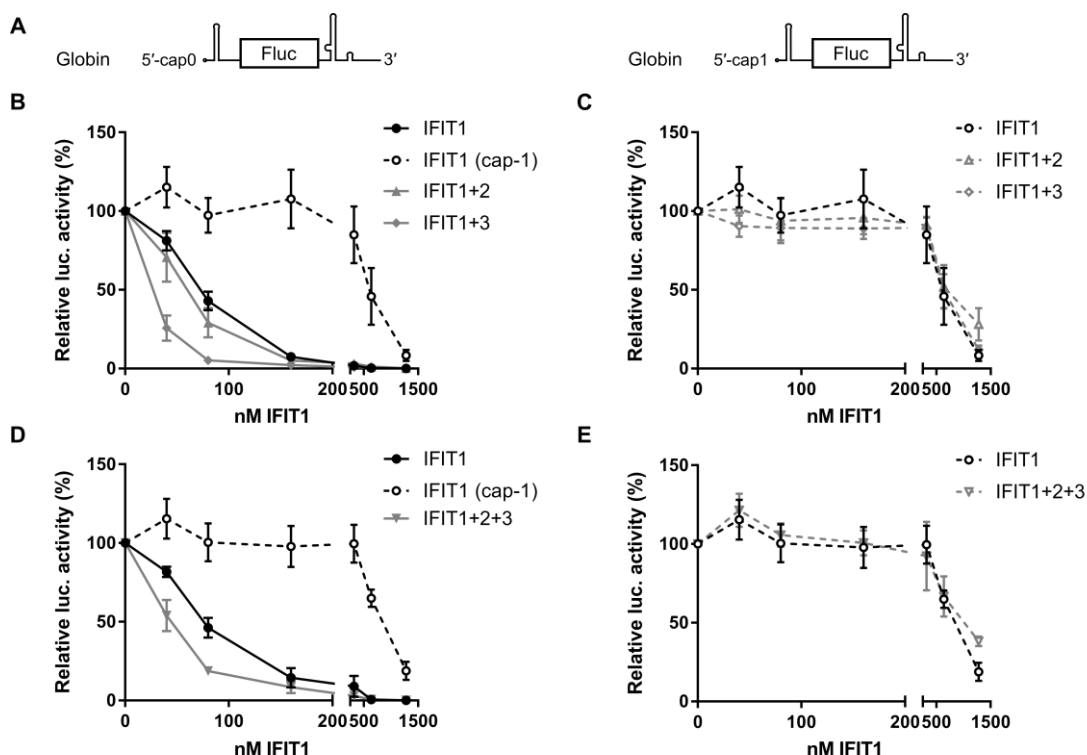 A
Globin 5′-cap0 Fluc 3′
Globin 5′-cap1 Fluc 3′
B
Relative luc. activity (%)
150
100
50
0
0 100 200 500 1500
nM IFIT1
IFIT1
IFIT1 (cap-1)
IFIT1+2
IFIT1+3
C
Relative luc. activity (%)
150
100
50
0
0 100 200 500 1500
nM IFIT1
IFIT1
IFIT1+2
IFIT1+3
D
Relative luc. activity (%)
150
100
50
0
0 100 200 500 1500
nM IFIT1
IFIT1
IFIT1 (cap-1)
IFIT1+2+3
E
Relative luc. activity (%)
150
100
50
0
0 100 200 500 1500
nM IFIT1
IFIT1
IFIT1+2+3